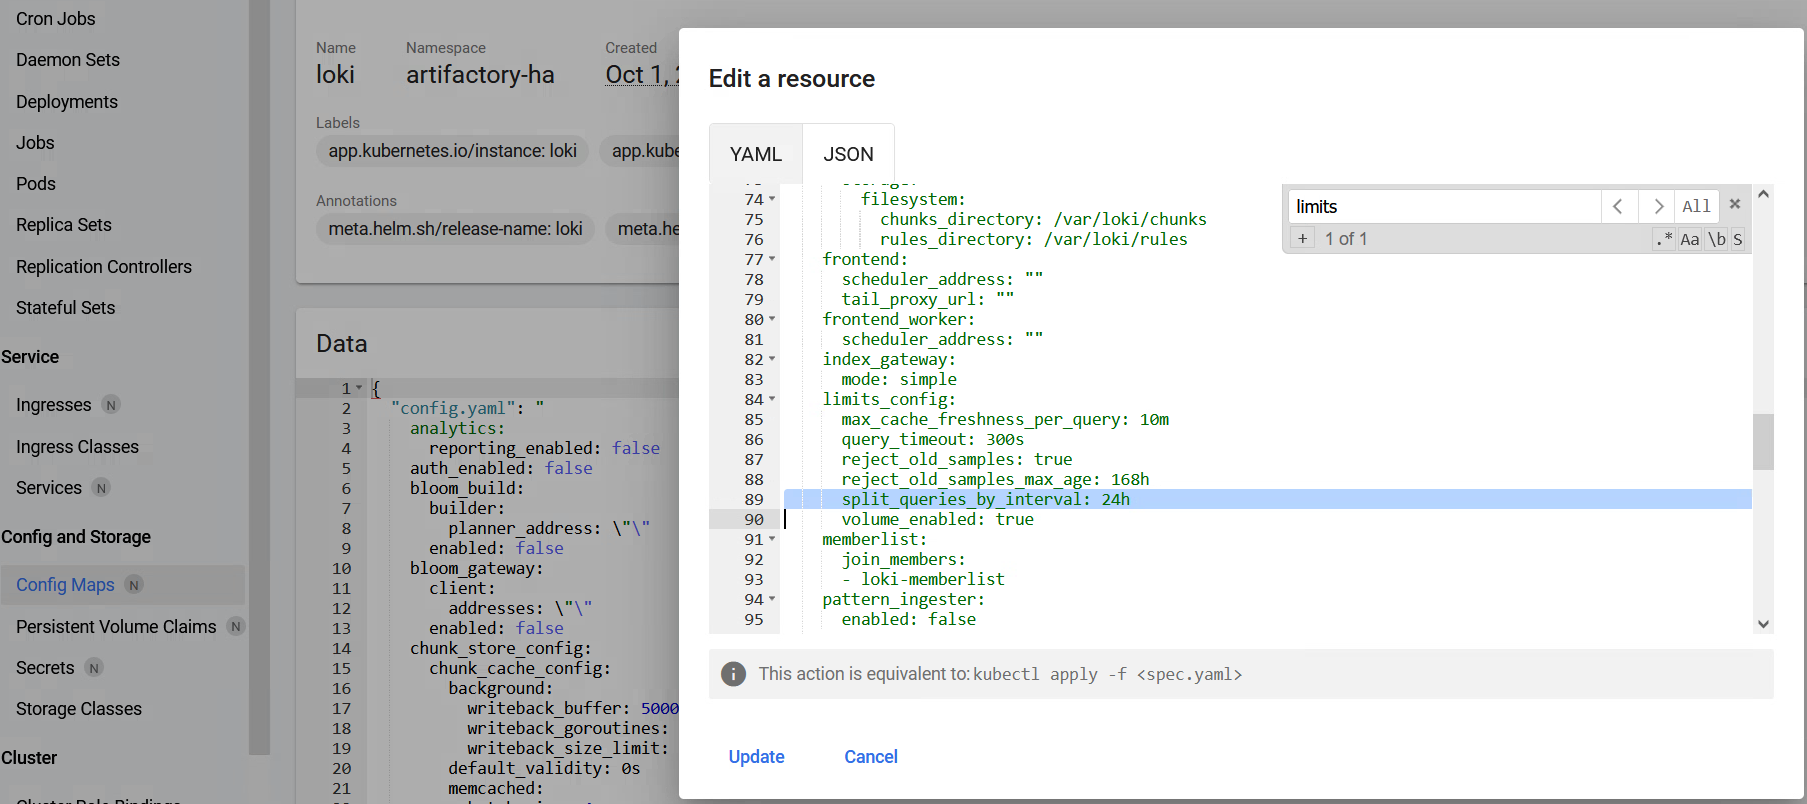 Cron Jobs
Daemon Sets
Deployments
Jobs
Pods
Replica Sets
Replication Controllers
Stateful Sets
Service
Ingresses N
Ingress Classes
Services N
Config and Storage
Config Maps N
Persistent Volume Claims N
Secrets N
Storage Classes
Cluster
Name Namespace Created
loki artifactory-ha Oct 1,
Labels
app.kubernetes.io/instance: loki app.kube
Annotations
meta.helm.sh/release-name: loki meta.he
Data
1 {
2 "config.yaml": "
3 analytics:
4 reporting_enabled: false
5 auth_enabled: false
6 bloom_build:
7 builder:
8 planner_address: \"\"
9 enabled: false
10 bloom_gateway:
11 client:
12 addresses: \"\"
13 enabled: false
14 chunk_store_config:
15 chunk_cache_config:
16 background:
17 writeback_buffer: 5000
18 writeback_goroutines:
19 writeback_size_limit:
20 default_validity: 0s
21 memcached:
Edit a resource
YAML JSON
74 filesystem:
75 chunks_directory: /var/loki/chunks
76 rules_directory: /var/loki/rules
77 frontend:
78 scheduler_address: ""
79 tail_proxy_url: ""
80 frontend_worker:
81 scheduler_address: ""
82 index_gateway:
83 mode: simple
84 limits_config:
85 max_cache_freshness_per_query: 10m
86 query_timeout: 300s
87 reject_old_samples: true
88 reject_old_samples_max_age: 168h
89 split_queries_by_interval: 24h
90 volume_enabled: true
91 memberlist:
92 join_members:
93 - loki-memberlist
94 pattern_ingester:
95 enabled: false
limits All
+ 1 of 1 .* Aa \b S
This action is equivalent to: kubectl apply -f <spec.yaml>
Update Cancel